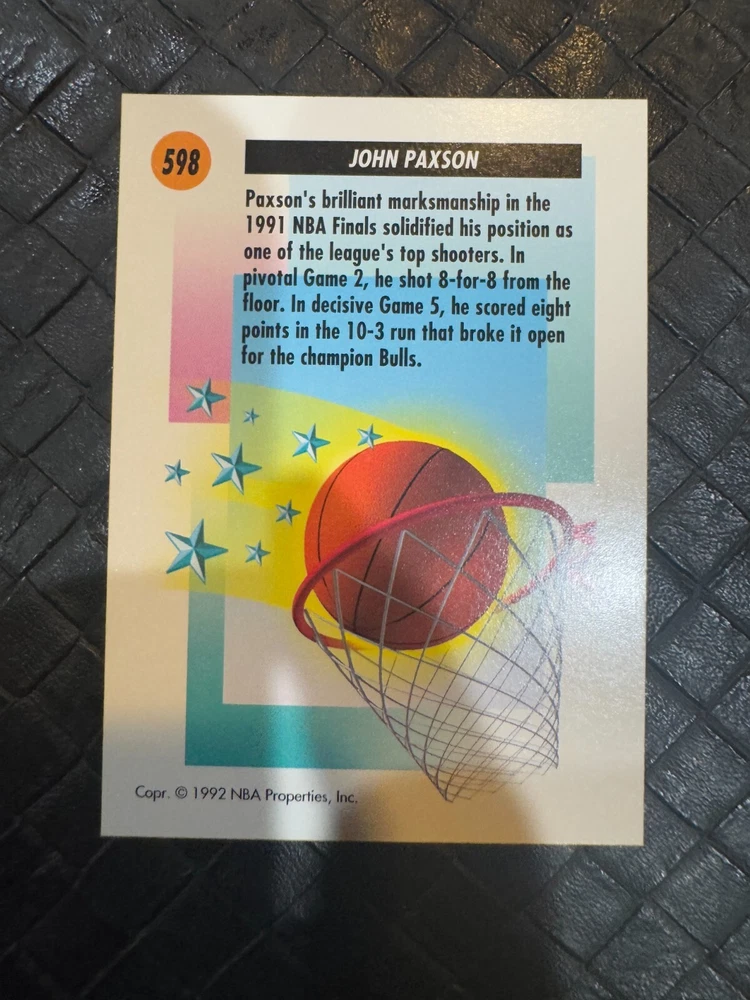 598
JOHN PAXSON
Paxson's brilliant marksmanship in the
1991 NBA Finals solidified his position as
one of the league's top shooters. In
pivotal Game 2, he shot 8-for-8 from the
floor. In decisive Game 5, he scored eight
points in the 10-3 run that broke it open
for the champion Bulls.
Copr. © 1992 NBA Properties, Inc.